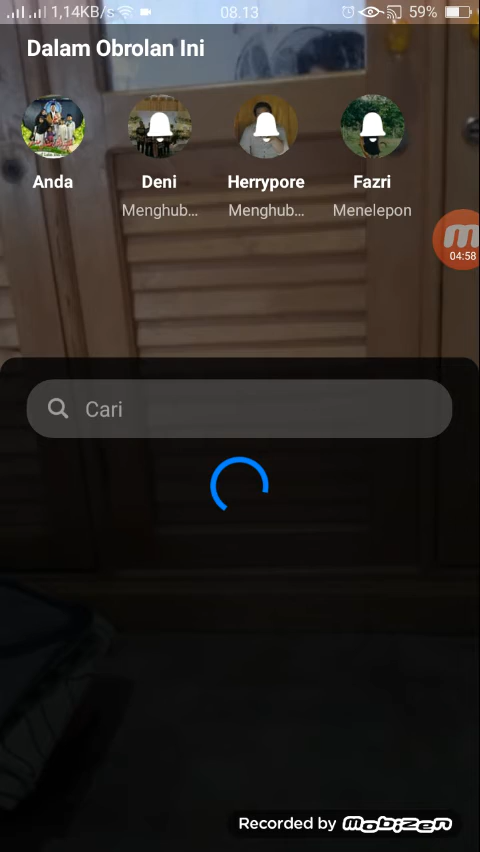 1,14KB/s 08.13 59%
Dalam Obrolan Ini
Anda Deni Herrypore Fazri
Menghub... Menghub... Menelepon
04:58
Cari
Recorded by mobizen